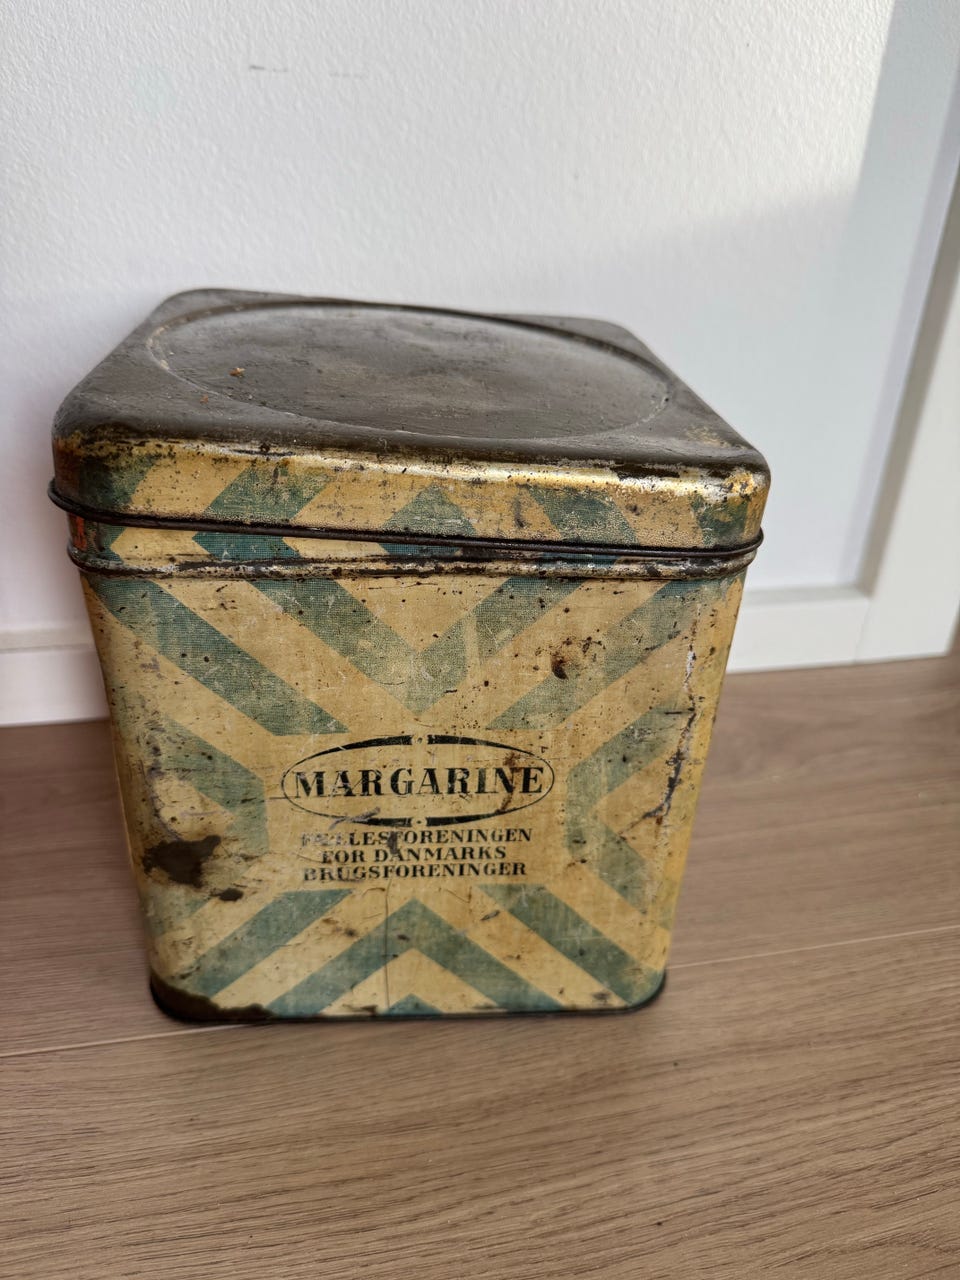 MARGARINE
FÆLLESFORENINGEN
FOR DANMARKS
BRUGSFORENINGER